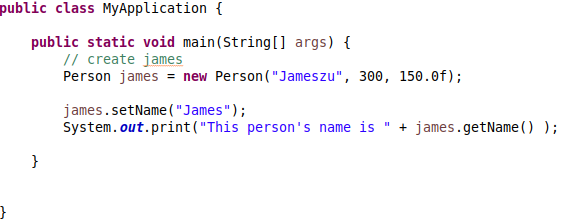 public class MyApplication {
public static void main(String[] args) {
// create james
Person james = new Person("Jameszu", 300, 150.0f);
james.setName("James");
System.out.print("This person's name is " + james.getName() );
}
}